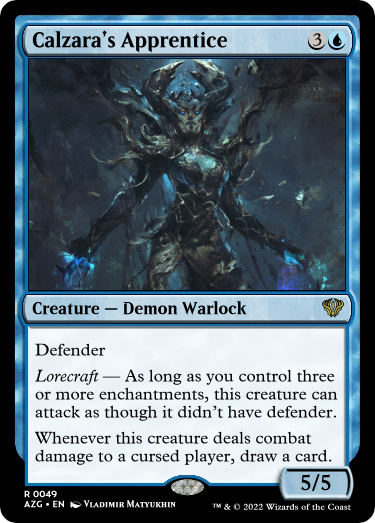 Calzara's Apprentice 3
Creature — Demon Warlock
Defender
Lorecraft — As long as you control three
or more enchantments, this creature can
attack as though it didn't have defender.
Whenever this creature deals combat
damage to a cursed player, draw a card.
5/5
R 0049
AZG • EN Vladimir Matyukhin ™ & © 2022 Wizards of the Coast